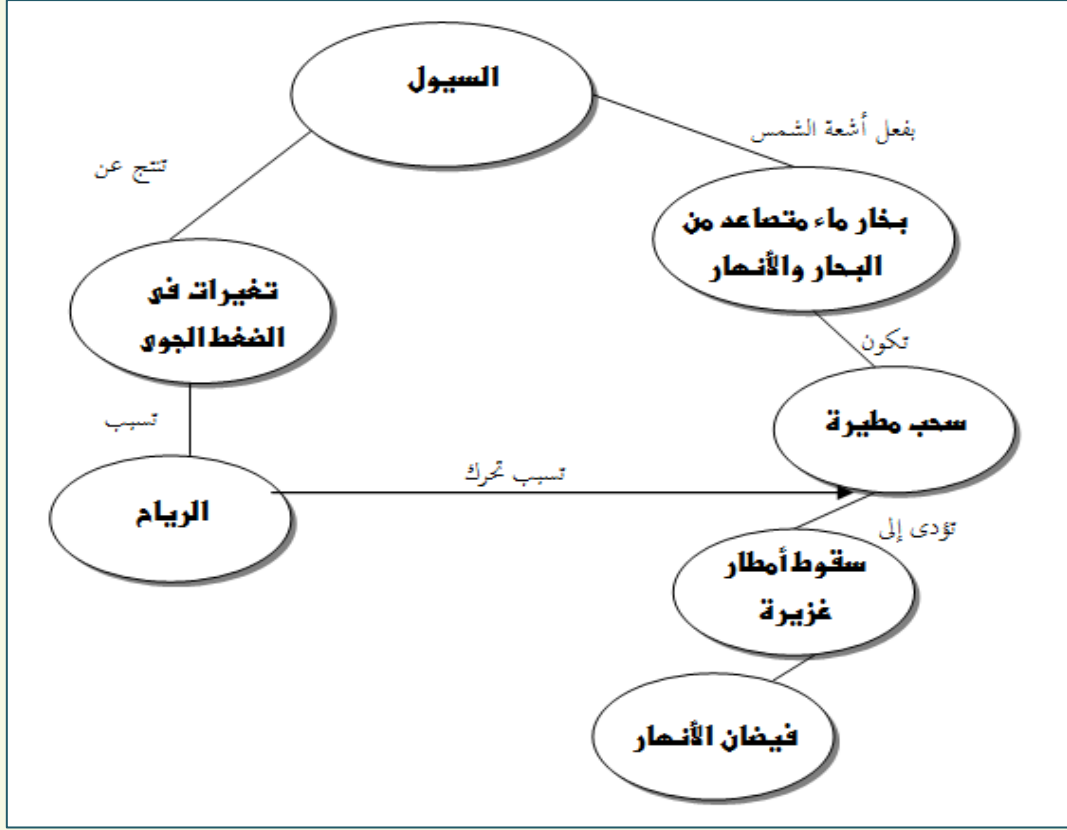 السيول
بفعل أشعة الشمس
تنتج عن
بخار ماء متصاعد من
البحار والأنهار
تغيرات فى
الضغط الجوى
تكون
سحب مطيرة
تسبب
الرياح
تسبب تحرك
تؤدى إلى
سقوط أمطار
غزيرة
فيضان الأنهار